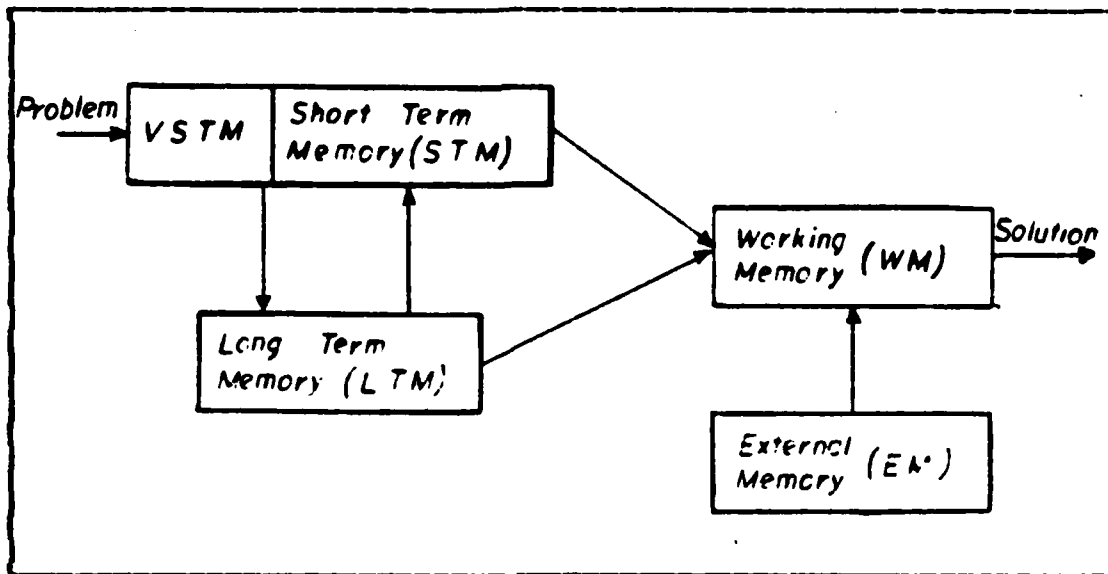 Problem
VSTM
Short Term
Memory (STM)
Working
Memory (WM)
Solution
Long Term
Memory (LTM)
External
Memory